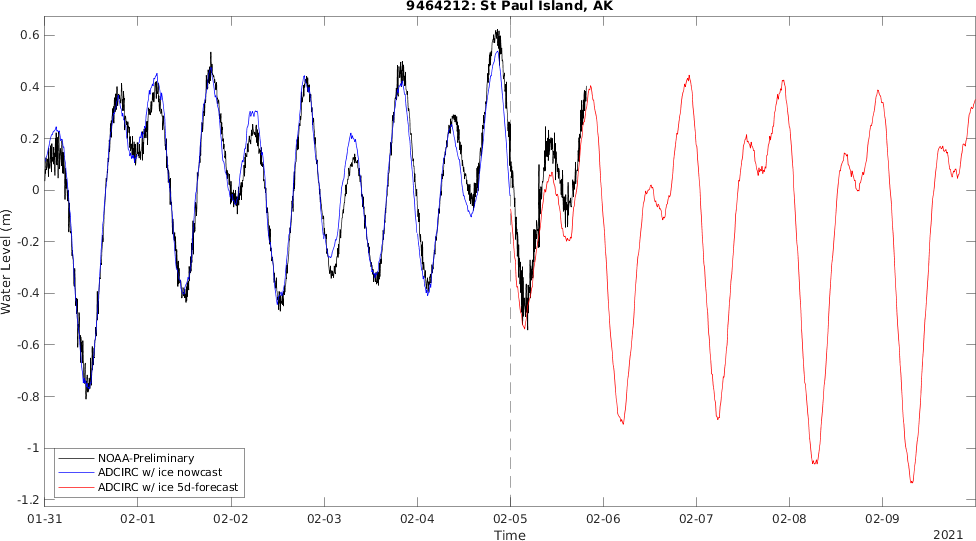 9464212: St Paul Island, AK
0.6
0.4
0.2
0
-0.2
-0.4
-0.6
-0.8
-1
-1.2
Water Level (m)
NOAA-Preliminary
ADCIRC w/ ice nowcast
ADCIRC w/ ice 5d-forecast
01-31 02-01 02-02 02-03 02-04 02-05 02-06 02-07 02-08 02-09
Time
2021